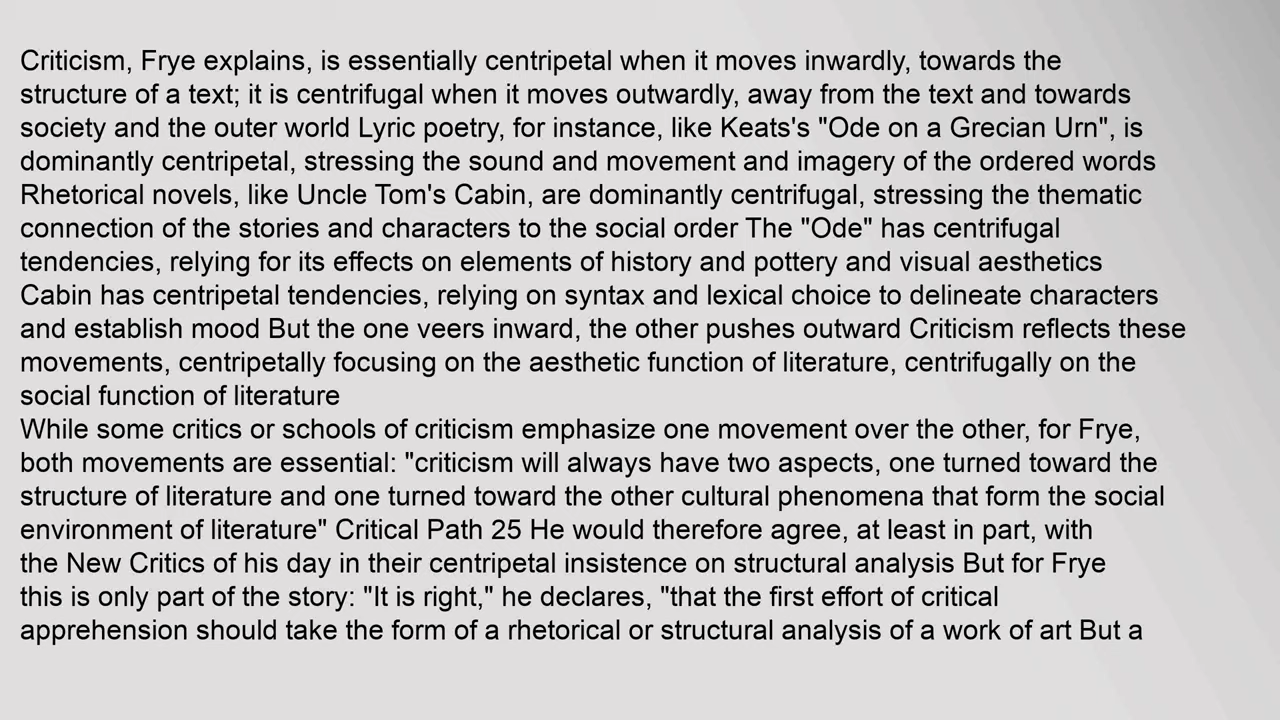 Criticism, Frye explains, is essentially centripetal when it moves inwardly, towards the
structure of a text; it is centrifugal when it moves outwardly, away from the text and towards
society and the outer world Lyric poetry, for instance, like Keats's "Ode on a Grecian Urn", is
dominantly centripetal, stressing the sound and movement and imagery of the ordered words
Rhetorical novels, like Uncle Tom's Cabin, are dominantly centrifugal, stressing the thematic
connection of the stories and characters to the social order The "Ode" has centrifugal
tendencies, relying for its effects on elements of history and pottery and visual aesthetics
Cabin has centripetal tendencies, relying on syntax and lexical choice to delineate characters
and establish mood But the one veers inward, the other pushes outward Criticism reflects these
movements, centripetally focusing on the aesthetic function of literature, centrifugally on the
social function of literature
While some critics or schools of criticism emphasize one movement over the other, for Frye,
both movements are essential: "criticism will always have two aspects, one turned toward the
structure of literature and one turned toward the other cultural phenomena that form the social
environment of literature" Critical Path 25 He would therefore agree, at least in part, with
the New Critics of his day in their centripetal insistence on structural analysis But for Frye
this is only part of the story: "It is right," he declares, "that the first effort of critical
apprehension should take the form of a rhetorical or structural analysis of a work of art But a